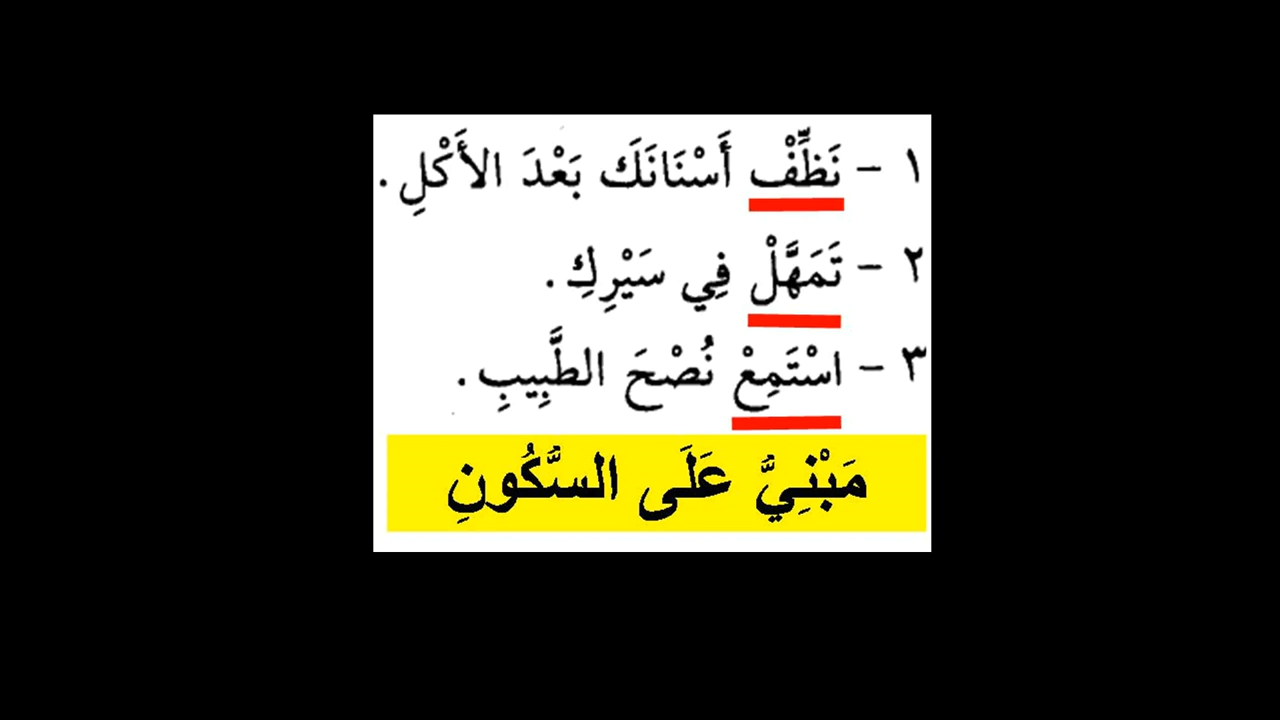 ١ - نَظِّفْ أَسْنَانَكَ بَعْدَ الأَكْلِ.
٢ - تَمَهَّلْ فِي سَيْرِكِ.
٣ - اسْتَمِعْ نُصْحَ الطَّبِيبِ.
مَبْنِيُّ عَلَى السُّكُونِ